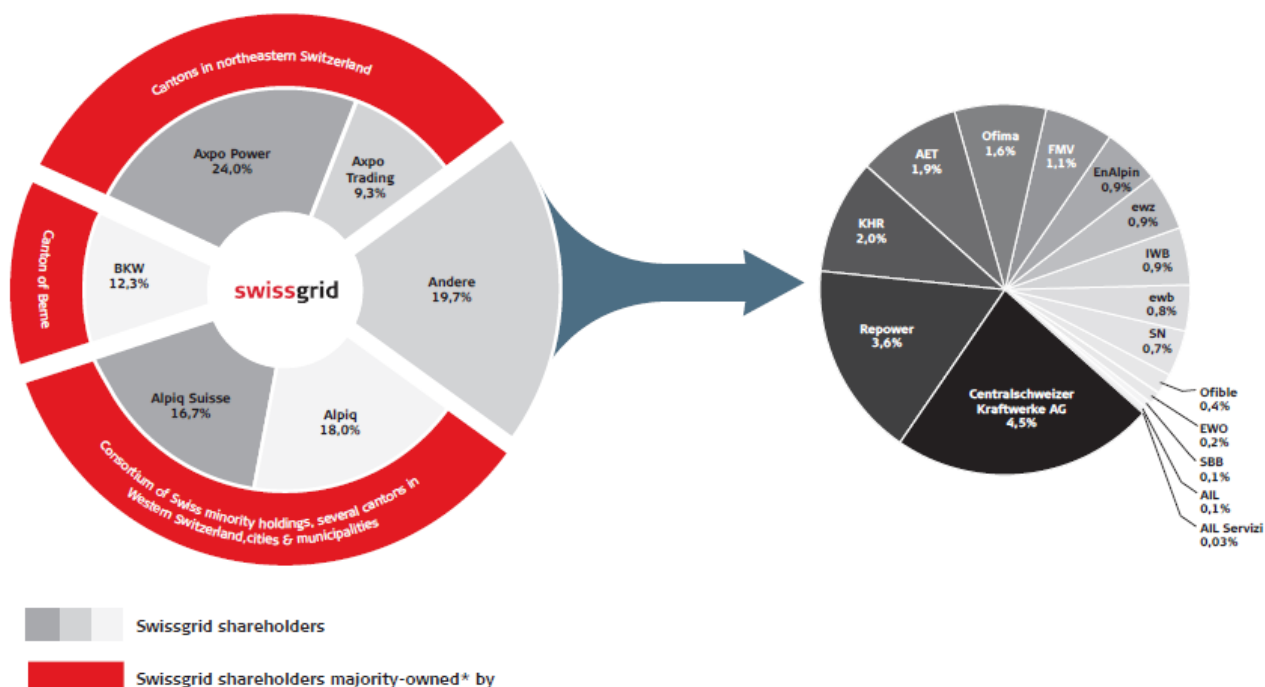 Cantons in northeastern Switzerland
Axpo Power
24,0%
Axpo
Trading
9,3%
Canton of Berne
BKW
12,3%
swissgrid
Andere
19,7%
Alpiq Suisse
16,7%
Alpiq
18,0%
Consortium of Swiss minority holdings, several cantons in
Western Switzerland,cities & municipalities
Ofima
1,6%
FMV
1,1%
AET
1,9%
EnAlpin
0,9%
ewz
0,9%
KHR
2,0%
IWB
0,9%
ewb
0,8%
Repower
3,6%
SN
0,7%
Centralschweizer
Kraftwerke AG
4,5%
Ofible
0,4%
EWO
0,2%
SBB
0,1%
AIL
0,1%
AIL Servizi
0,03%
Swissgrid shareholders
Swissgrid shareholders majority-owned* by